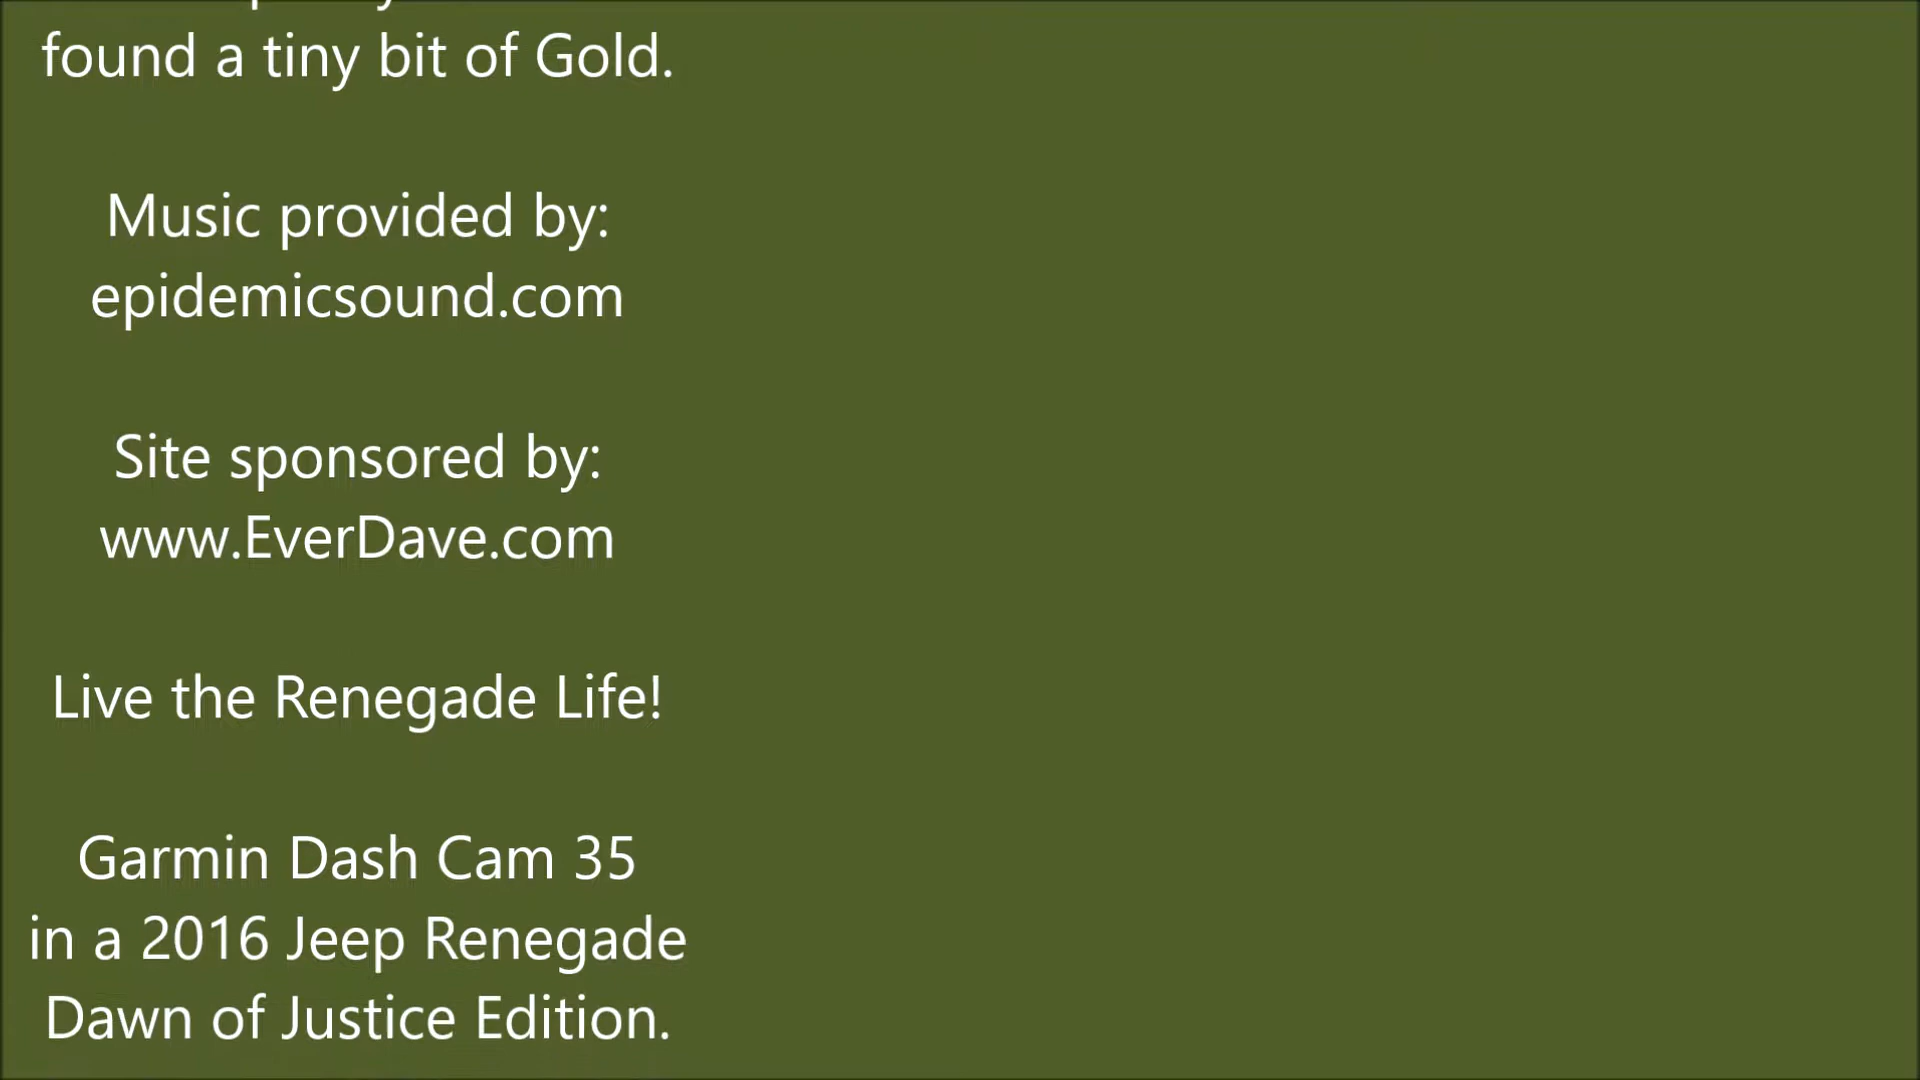 found a tiny bit of Gold.
Music provided by:
epidemicsound.com
Site sponsored by:
www.EverDave.com
Live the Renegade Life!
Garmin Dash Cam 35
in a 2016 Jeep Renegade
Dawn of Justice Edition.